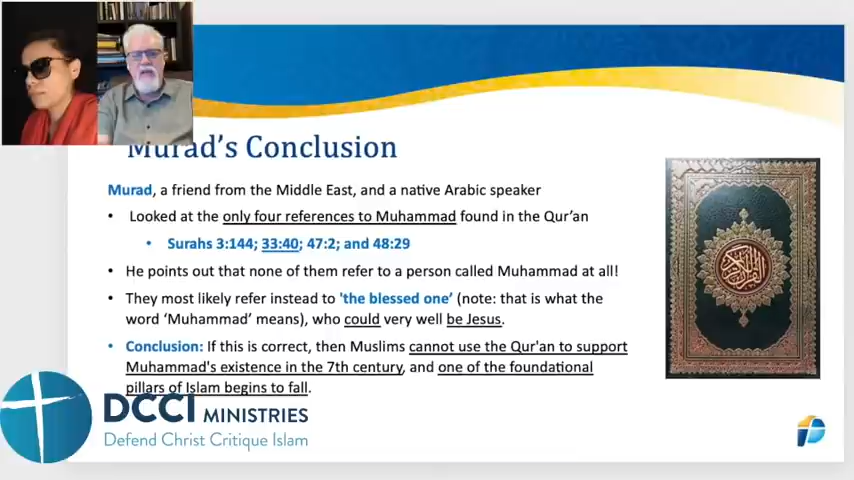 Murad's Conclusion
Murad, a friend from the Middle East, and a native Arabic speaker
• Looked at the only four references to Muhammad found in the Qur'an
• Surahs 3:144; 33:40; 47:2; and 48:29
• He points out that none of them refer to a person called Muhammad at all!
• They most likely refer instead to 'the blessed one' (note: that is what the
word 'Muhammad' means), who could very well be Jesus.
• Conclusion: If this is correct, then Muslims cannot use the Qur'an to support
Muhammad's existence in the 7th century, and one of the foundational
pillars of Islam begins to fall.
DCCI MINISTRIES
Defend Christ Critique Islam